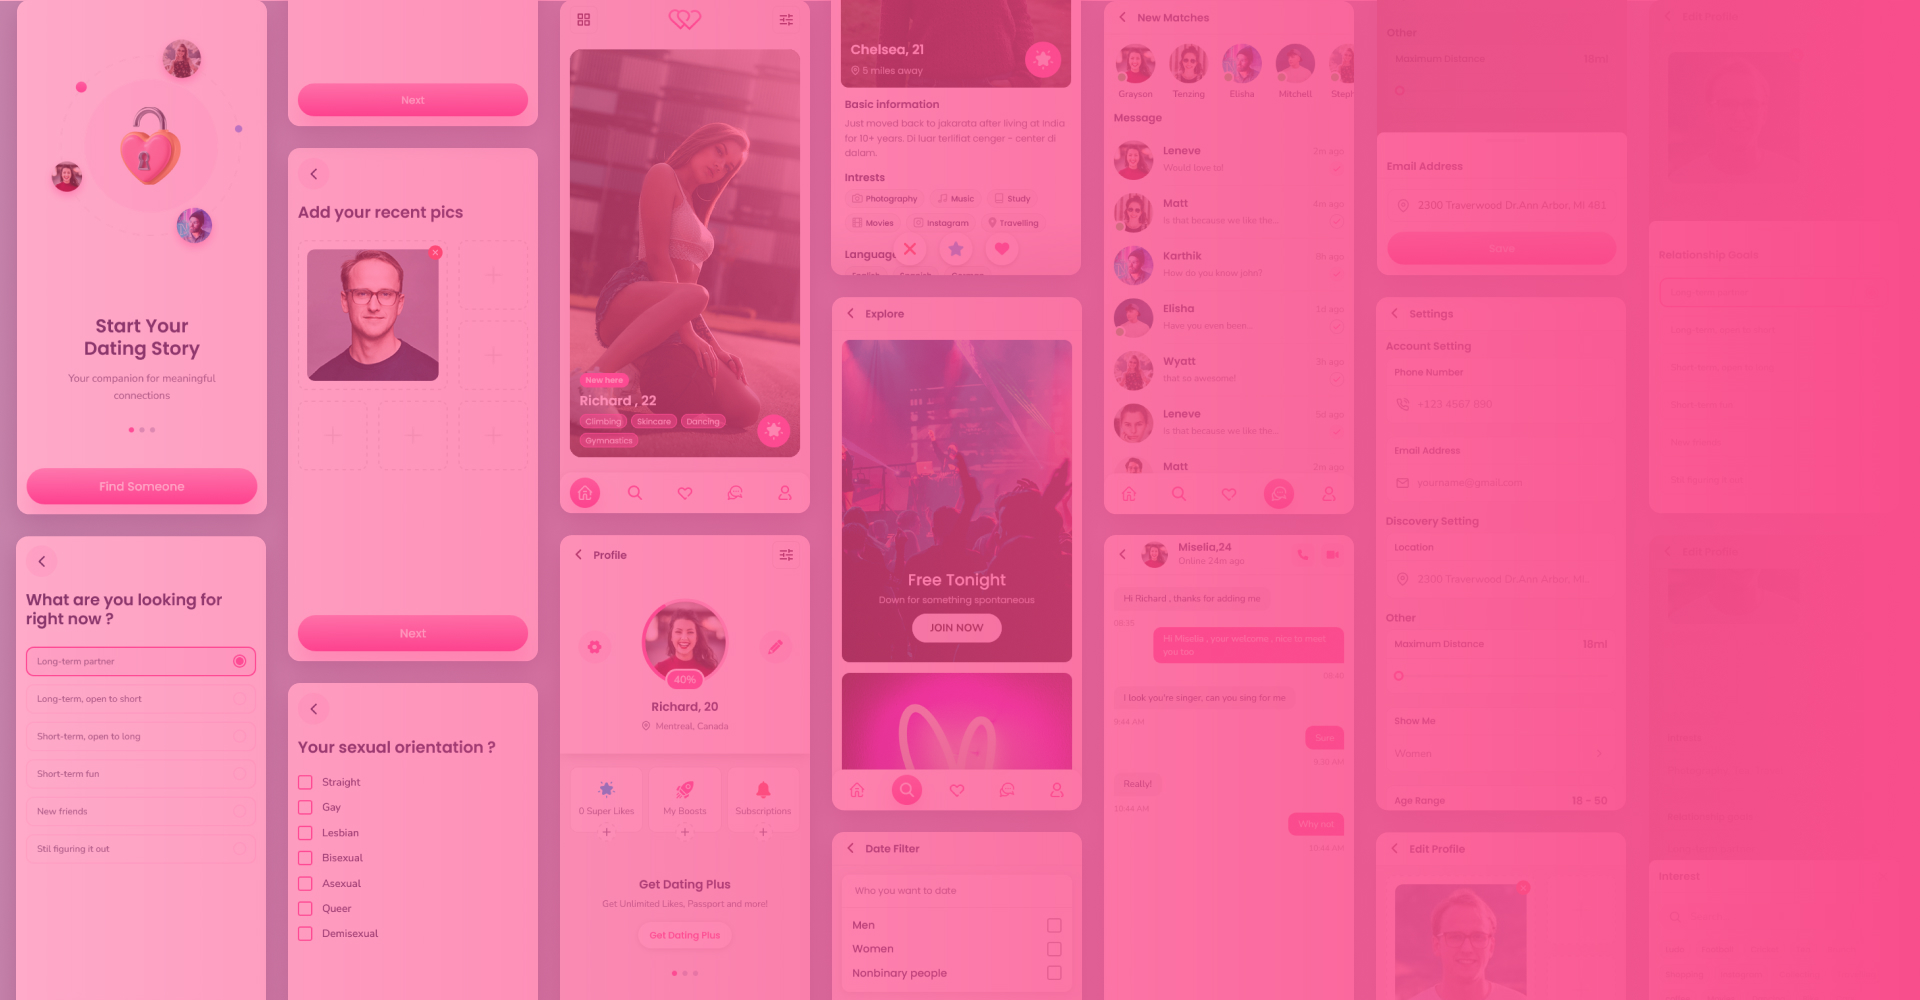 Start Your
Dating Story
Your companion for meaningful
connections
Find Someone
What are you looking for
right now ?
Long-term partner
Long-term, open to short
Short-term, open to long
Short-term fun
New friends
Stil figuring it out
Next
Add your recent pics
Next
Your sexual orientation ?
Straight
Gay
Lesbian
Bisexual
Asexual
Queer
Demisexual
New here
Richard , 22
Climbing
Skincare
Dancing
Gymnastics
Profile
40%
Richard, 20
Mentreal, Canada
0 Super Likes
My Boosts
Subscriptions
Get Dating Plus
Get Unlimited Likes, Passport and more!
Get Dating Plus
Chelsea, 21
5 miles away
Basic information
Just moved back to jakarata after living at India
for 10+ years. Di luar terlifiat cenger - center di
dalam.
Intrests
Photography
Music
Study
Movies
Instagram
Travelling
Language
Explore
Free Tonight
Down for something spontaneous
JOIN NOW
Date Filter
Who you want to date
Men
Women
Nonbinary people
New Matches
Grayson
Tenzing
Elisha
Mitchell
Steph
Message
Leneve
2m ago
Would love to!
Matt
4m ago
Is that because we like the...
Karthik
8h ago
How do you know john?
Elisha
1d ago
Have you even been...
Wyatt
3h ago
that so awesome!
Leneve
5d ago
Is that because we like the...
Matt
2m ago
Miselia,24
Online 24m ago
Hi Richard , thanks for adding me
08:35
Hi Miselia , your welcome , nice to meet
you too
08:40
I look you're singer, can you sing for me
9:44 AM
Sure
9.30 AM
Really!
10.44 AM
Why not
10:44 AM
Other
Maximum Distance
Email Address
2300 Traverwood Dr.Ann Arbor, MI 481
Save
Settings
Account Setting
Phone Number
+123 4567 890
Email Address
yourname@gmail.com
Discovery Setting
Location
2300 Traverwood Dr.Ann Arbor, MI...
Other
Maximum Distance
16ml
Show Me
Women
Age Range
18 - 50
Edit Profile
Edit Profile
Relationship Goals
Edit Profile
Interest